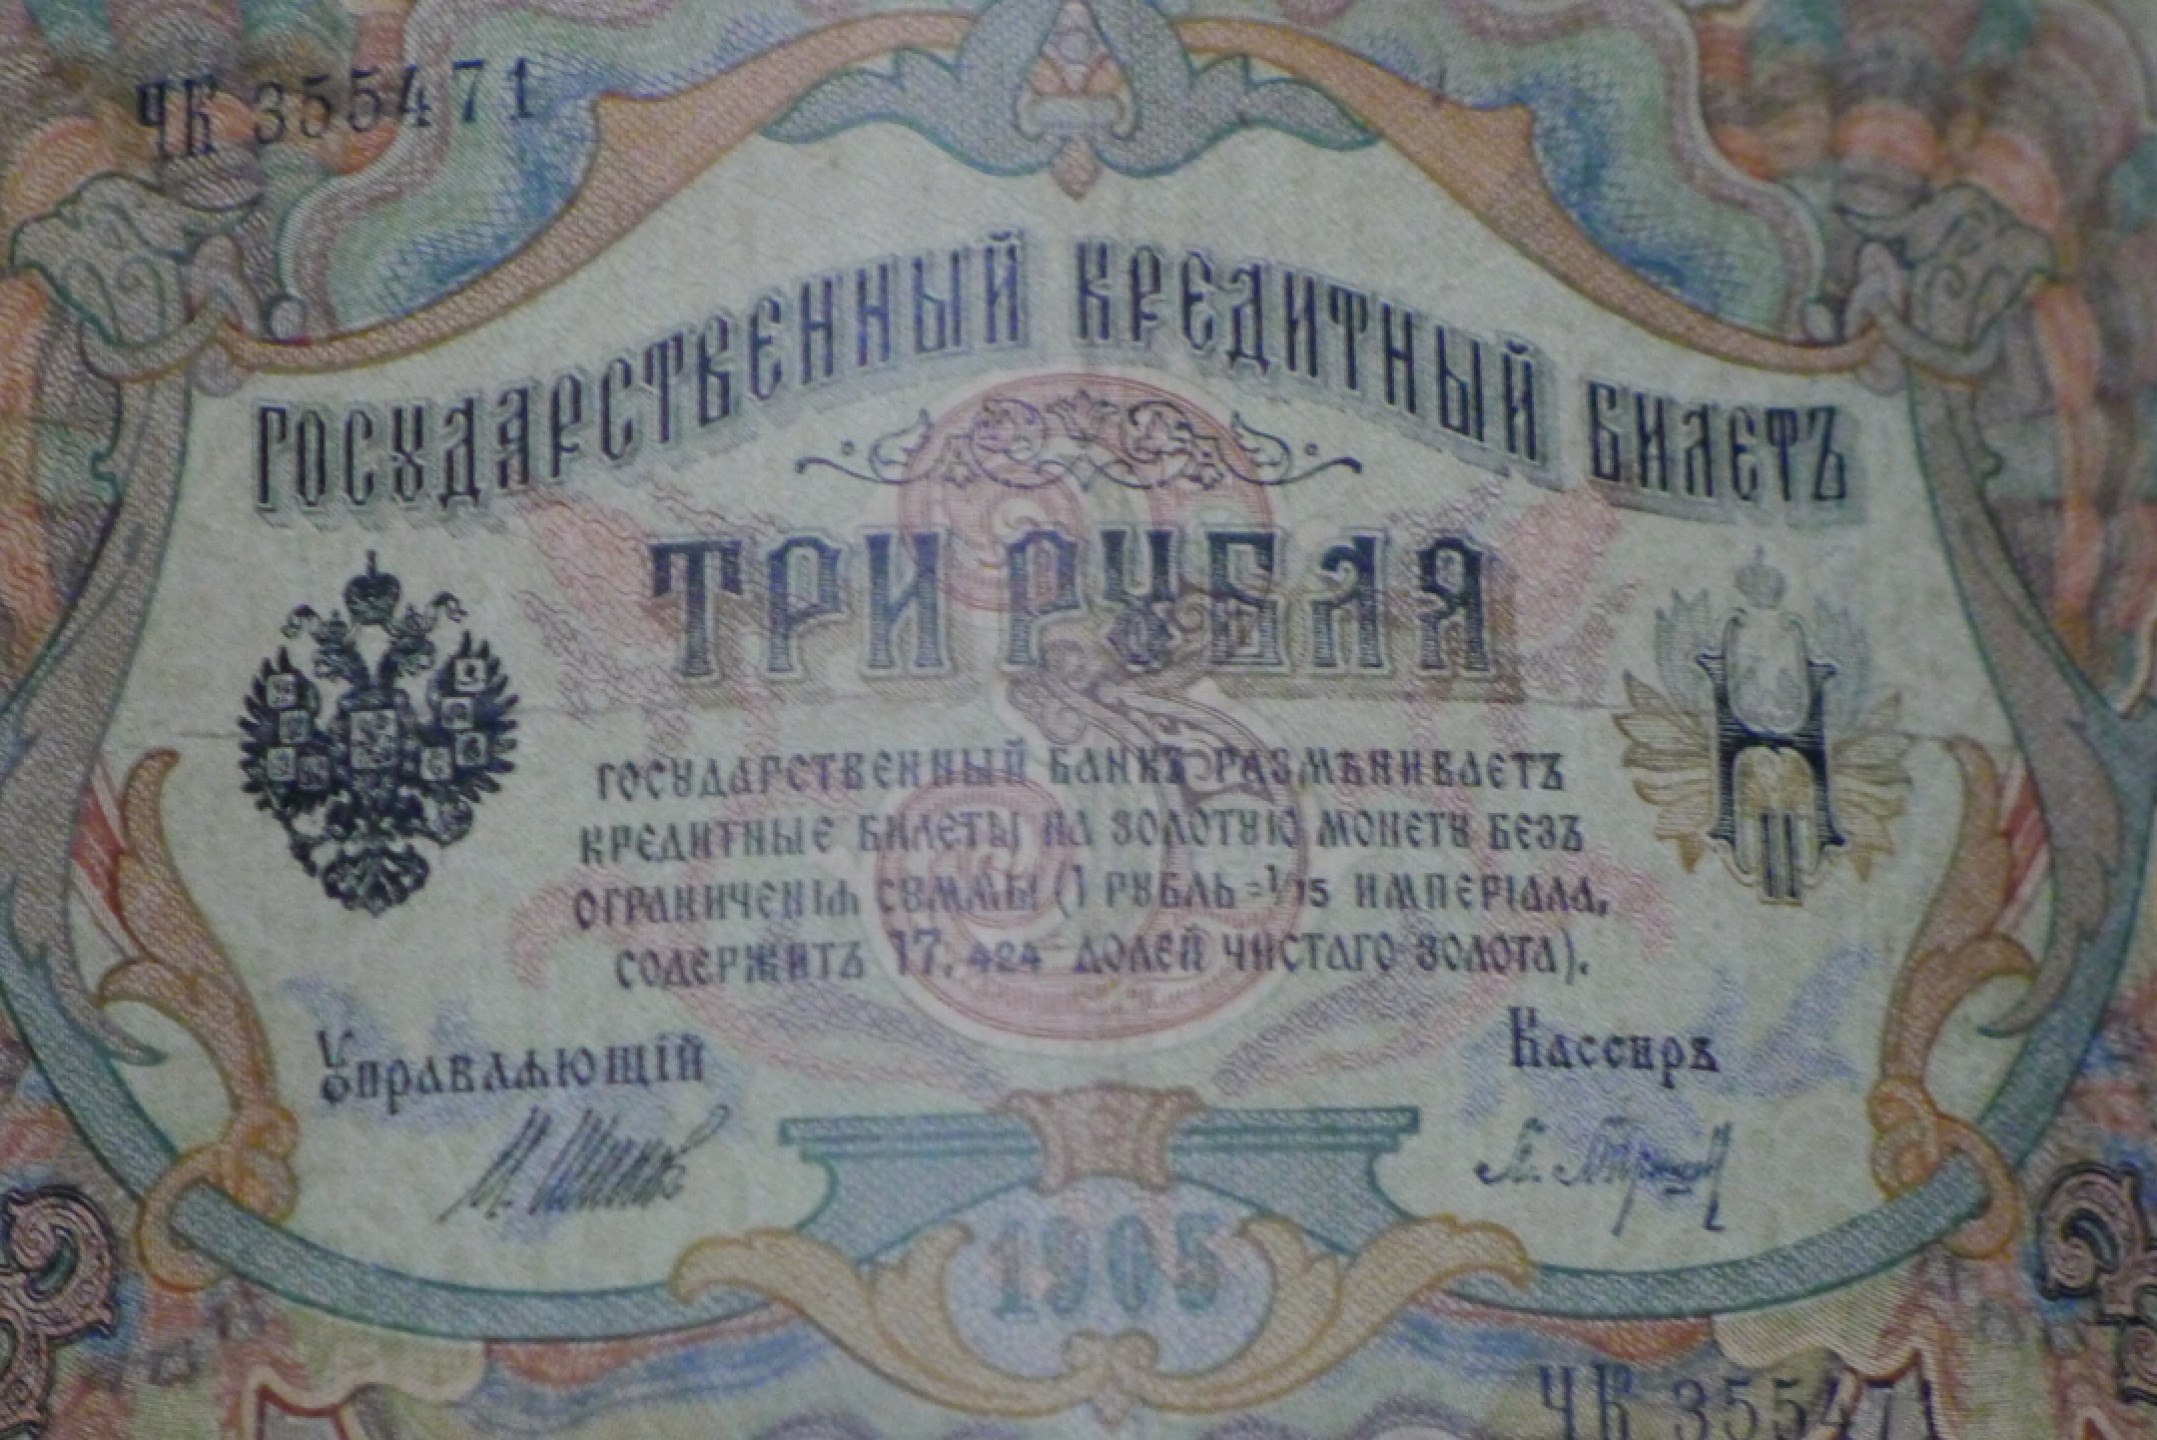 ЧК 355471
ГОСУДАРСТВЕННЫЙ КРЕДИТНЫЙ БИЛЕТЪ
3
ТРИ РУБЛЯ
ГОСУДАРСТВЕННЫЙ БАНКЪ РАЗМѢНИВАЕТЪ
КРЕДИТНЫЕ БИЛЕТЫ НА ЗОЛОТУЮ МОНЕТУ БЕЗЪ
ОГРАНИЧЕНІЯ СУММЫ (1 РУБЛЬ = 1/15 ИМПЕРІАЛА,
СОДЕРЖИТЪ 17,424 ДОЛЕЙ ЧИСТАГО ЗОЛОТА).
Управляющій
Кассиръ
1905
ЧК 355471